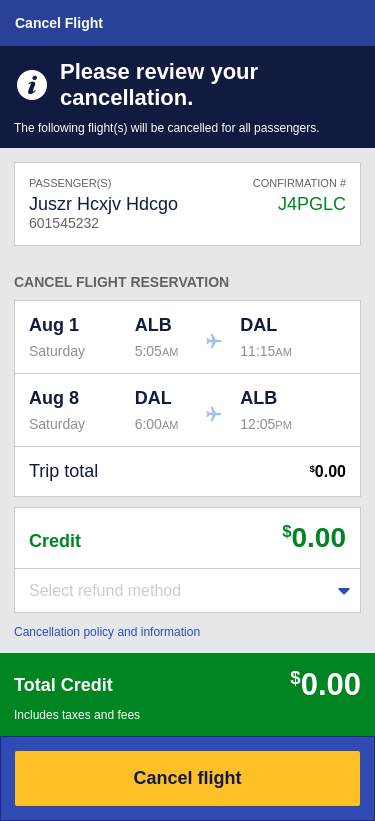 Cancel Flight
Please review your
cancellation.
The following flight(s) will be cancelled for all passengers.
PASSENGER(S) CONFIRMATION #
Juszr Hcxjv Hdcgo J4PGLC
601545232
CANCEL FLIGHT RESERVATION
Aug 1 ALB DAL
Saturday 5:05AM 11:15AM
Aug 8 DAL ALB
Saturday 6:00AM 12:05PM
Trip total $0.00
Credit $0.00
Select refund method
Cancellation policy and information
Total Credit $0.00
Includes taxes and fees
Cancel flight